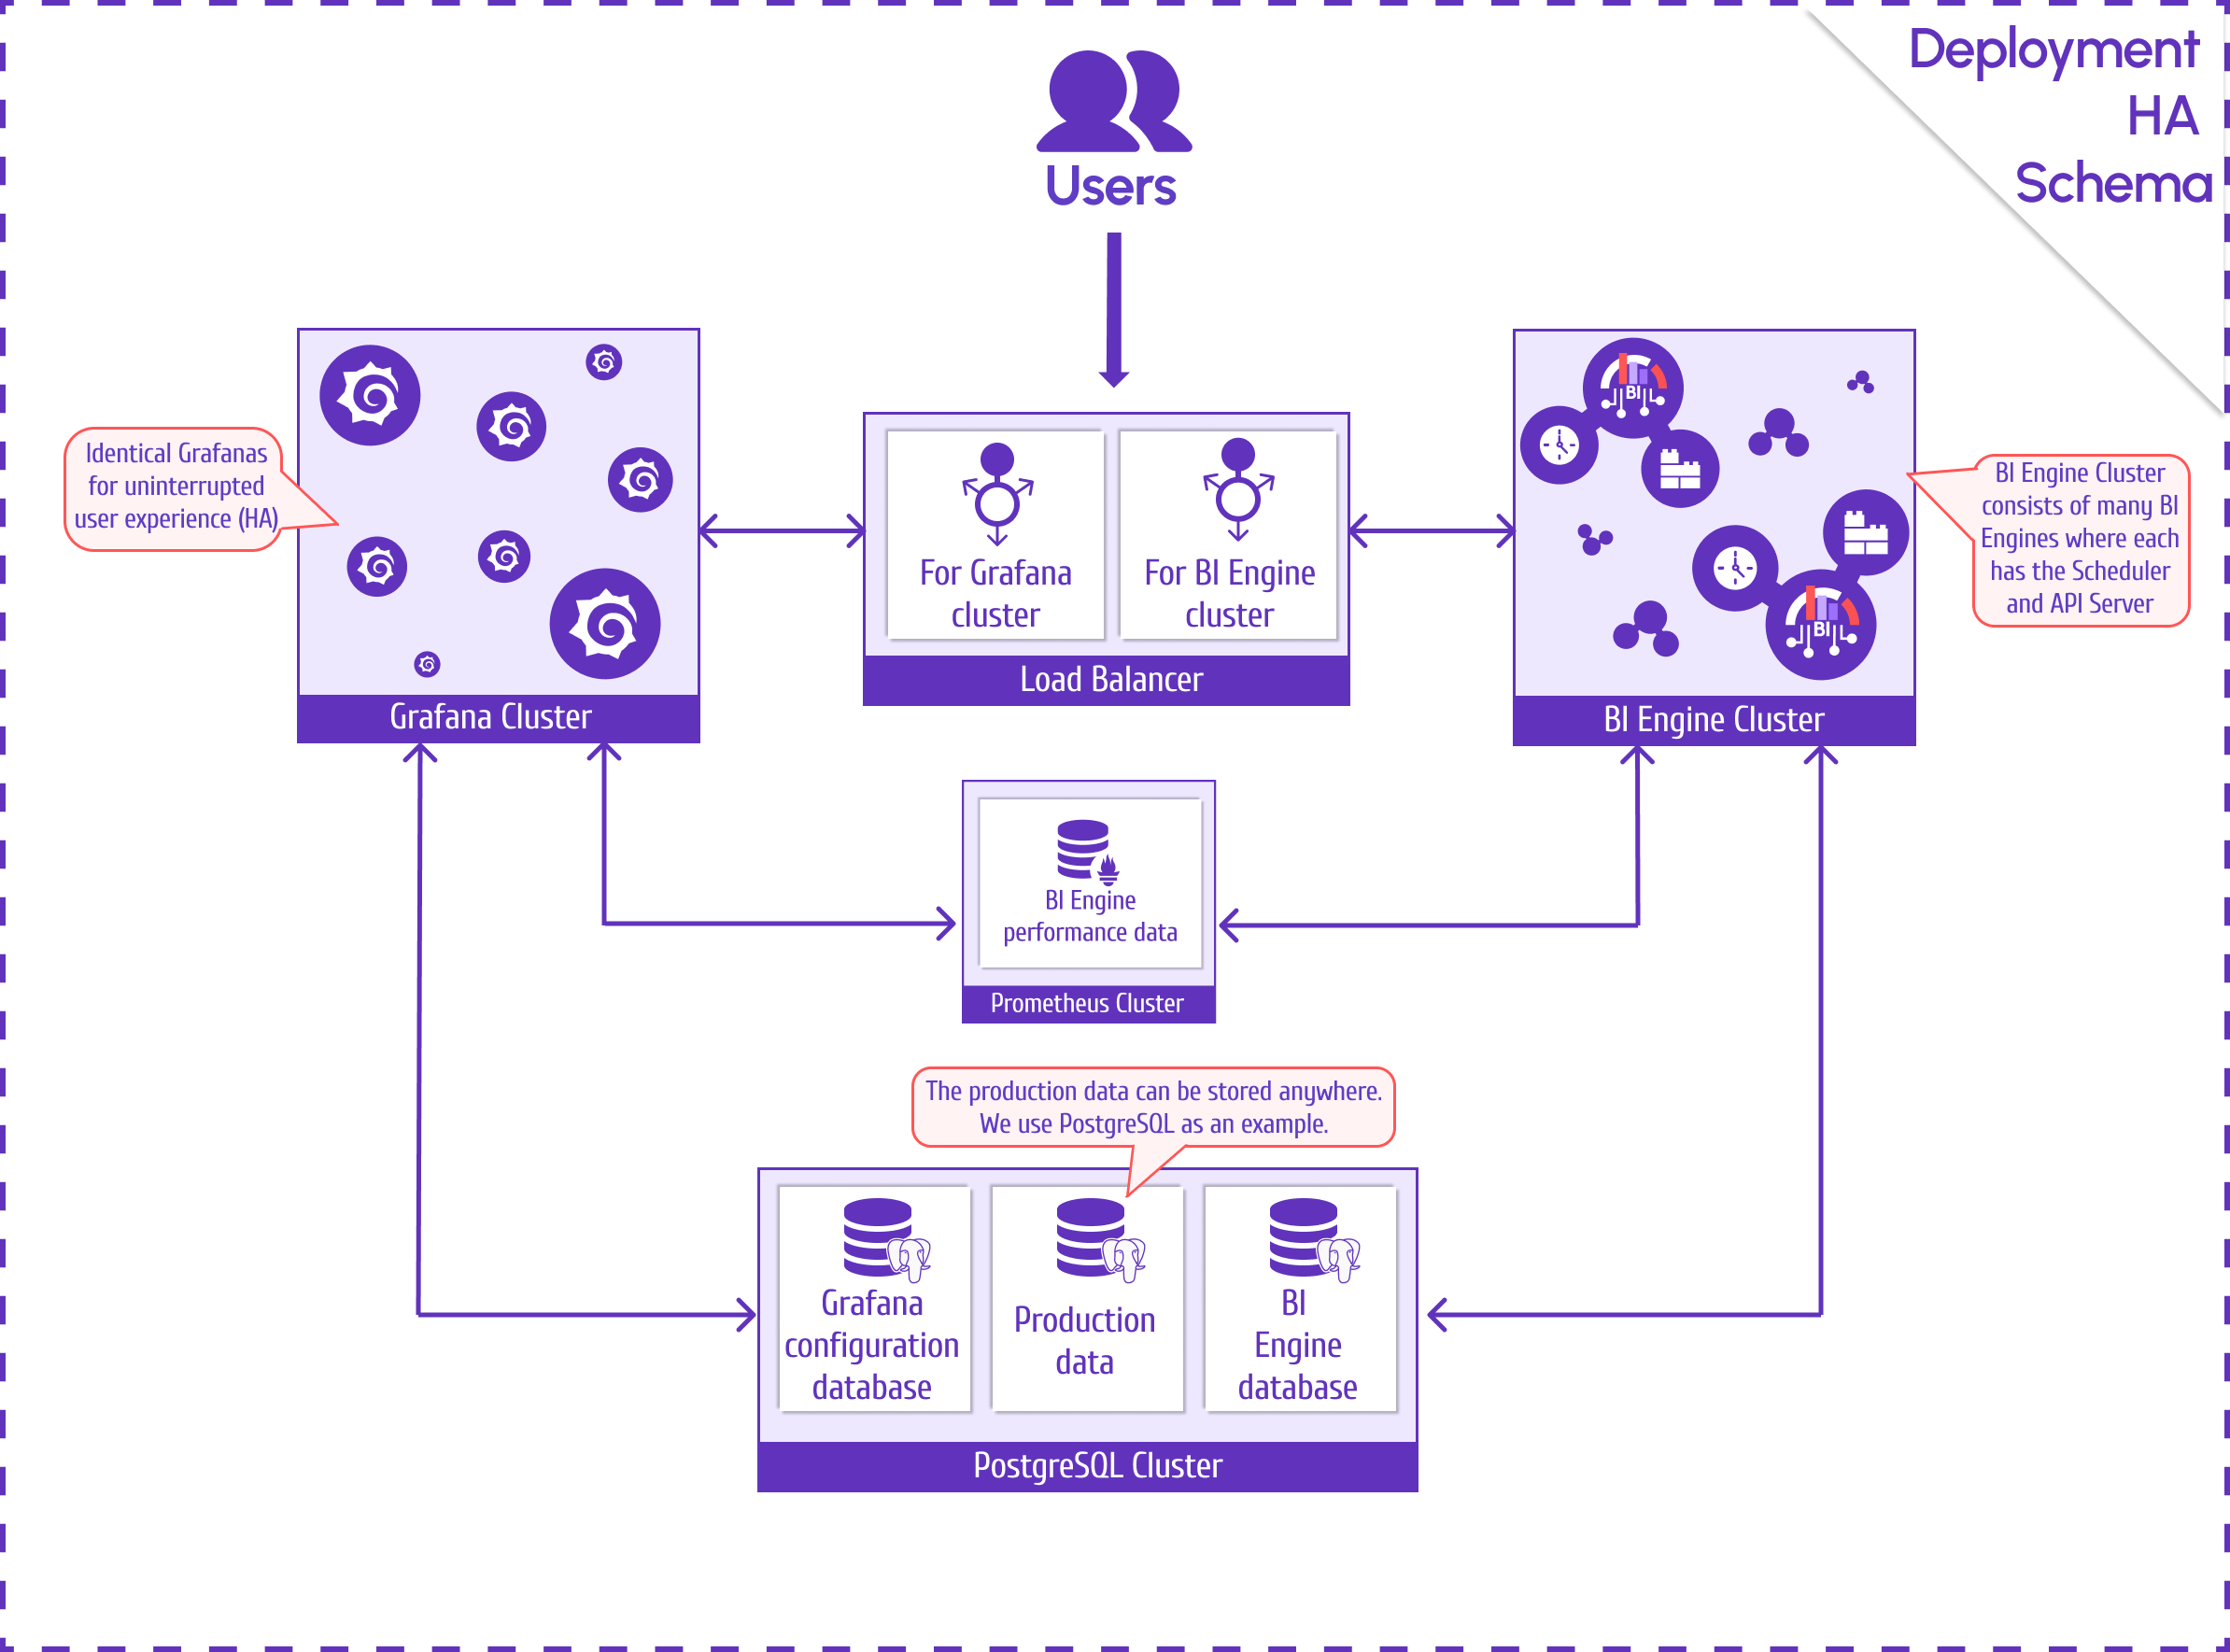 Deployment
HA
Schema
Users
Identical Grafanas
for uninterrupted
user experience (HA)
Grafana Cluster
For Grafana
cluster
For BI Engine
cluster
Load Balancer
BI
BI
BI Engine Cluster
BI Engine Cluster
consists of many BI
Engines where each
has the Scheduler
and API Server
BI Engine
performance data
Prometheus Cluster
The production data can be stored anywhere.
We use PostgreSQL as an example.
Grafana
configuration
database
Production
data
BI
Engine
database
PostgreSQL Cluster